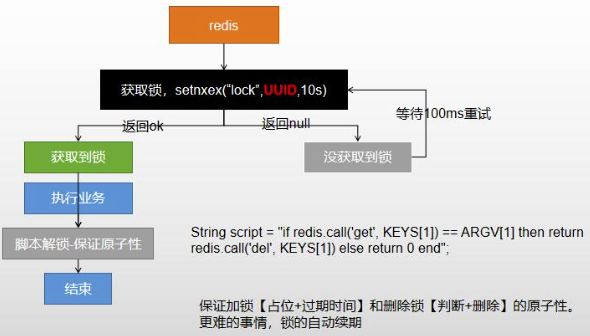 redis
获取锁，setnxex("lock",UUID,10s)
等待100ms重试
返回ok
返回null
获取到锁
没获取到锁
执行业务
脚本解锁-保证原子性
String script = "if redis.call('get', KEYS[1]) == ARGV[1] then return
redis.call('del', KEYS[1]) else return 0 end";
结束
保证加锁【占位+过期时间】和删除锁【判断+删除】的原子性。
更难的事情，锁的自动续期